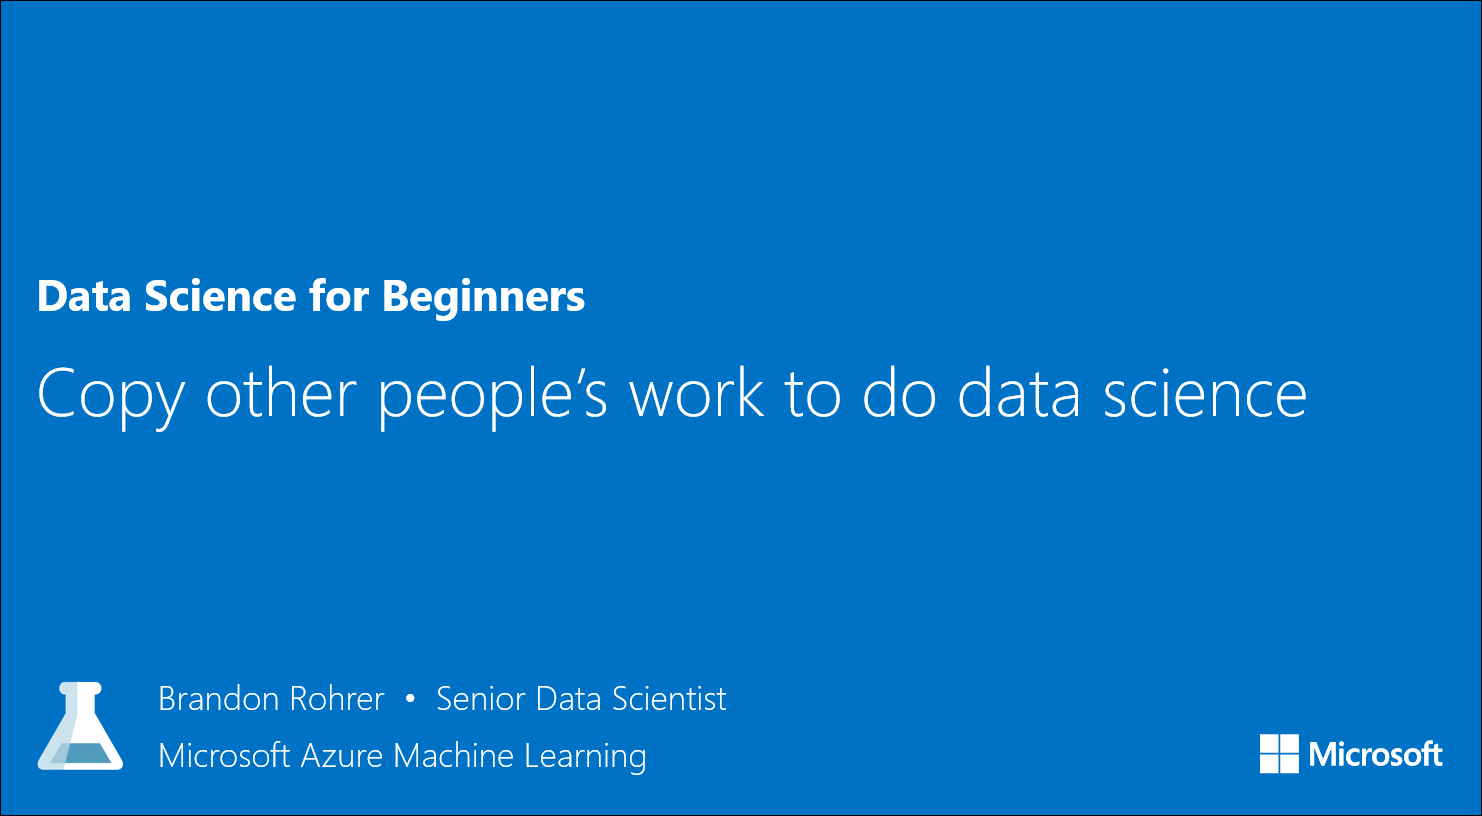 Data Science for Beginners
Copy other people’s work to do data science
Brandon Rohrer • Senior Data Scientist
Microsoft Azure Machine Learning
Microsoft